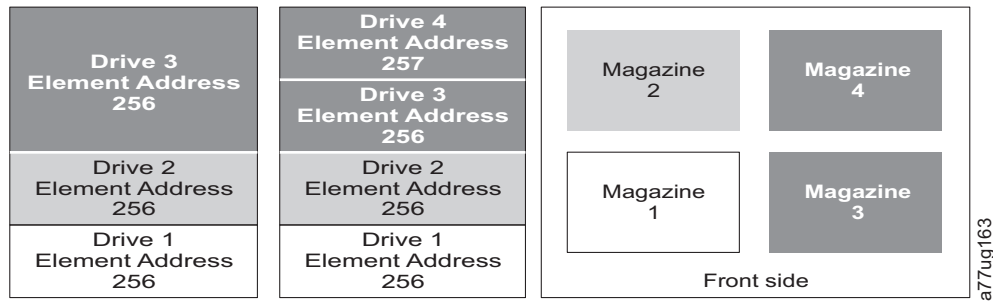 Drive 3
Element Address
256
Drive 2
Element Address
256
Drive 1
Element Address
256
Drive 4
Element Address
257
Drive 3
Element Address
256
Drive 2
Element Address
256
Drive 1
Element Address
256
Magazine
2
Magazine
4
Magazine
1
Magazine
3
Front side
a77ug163